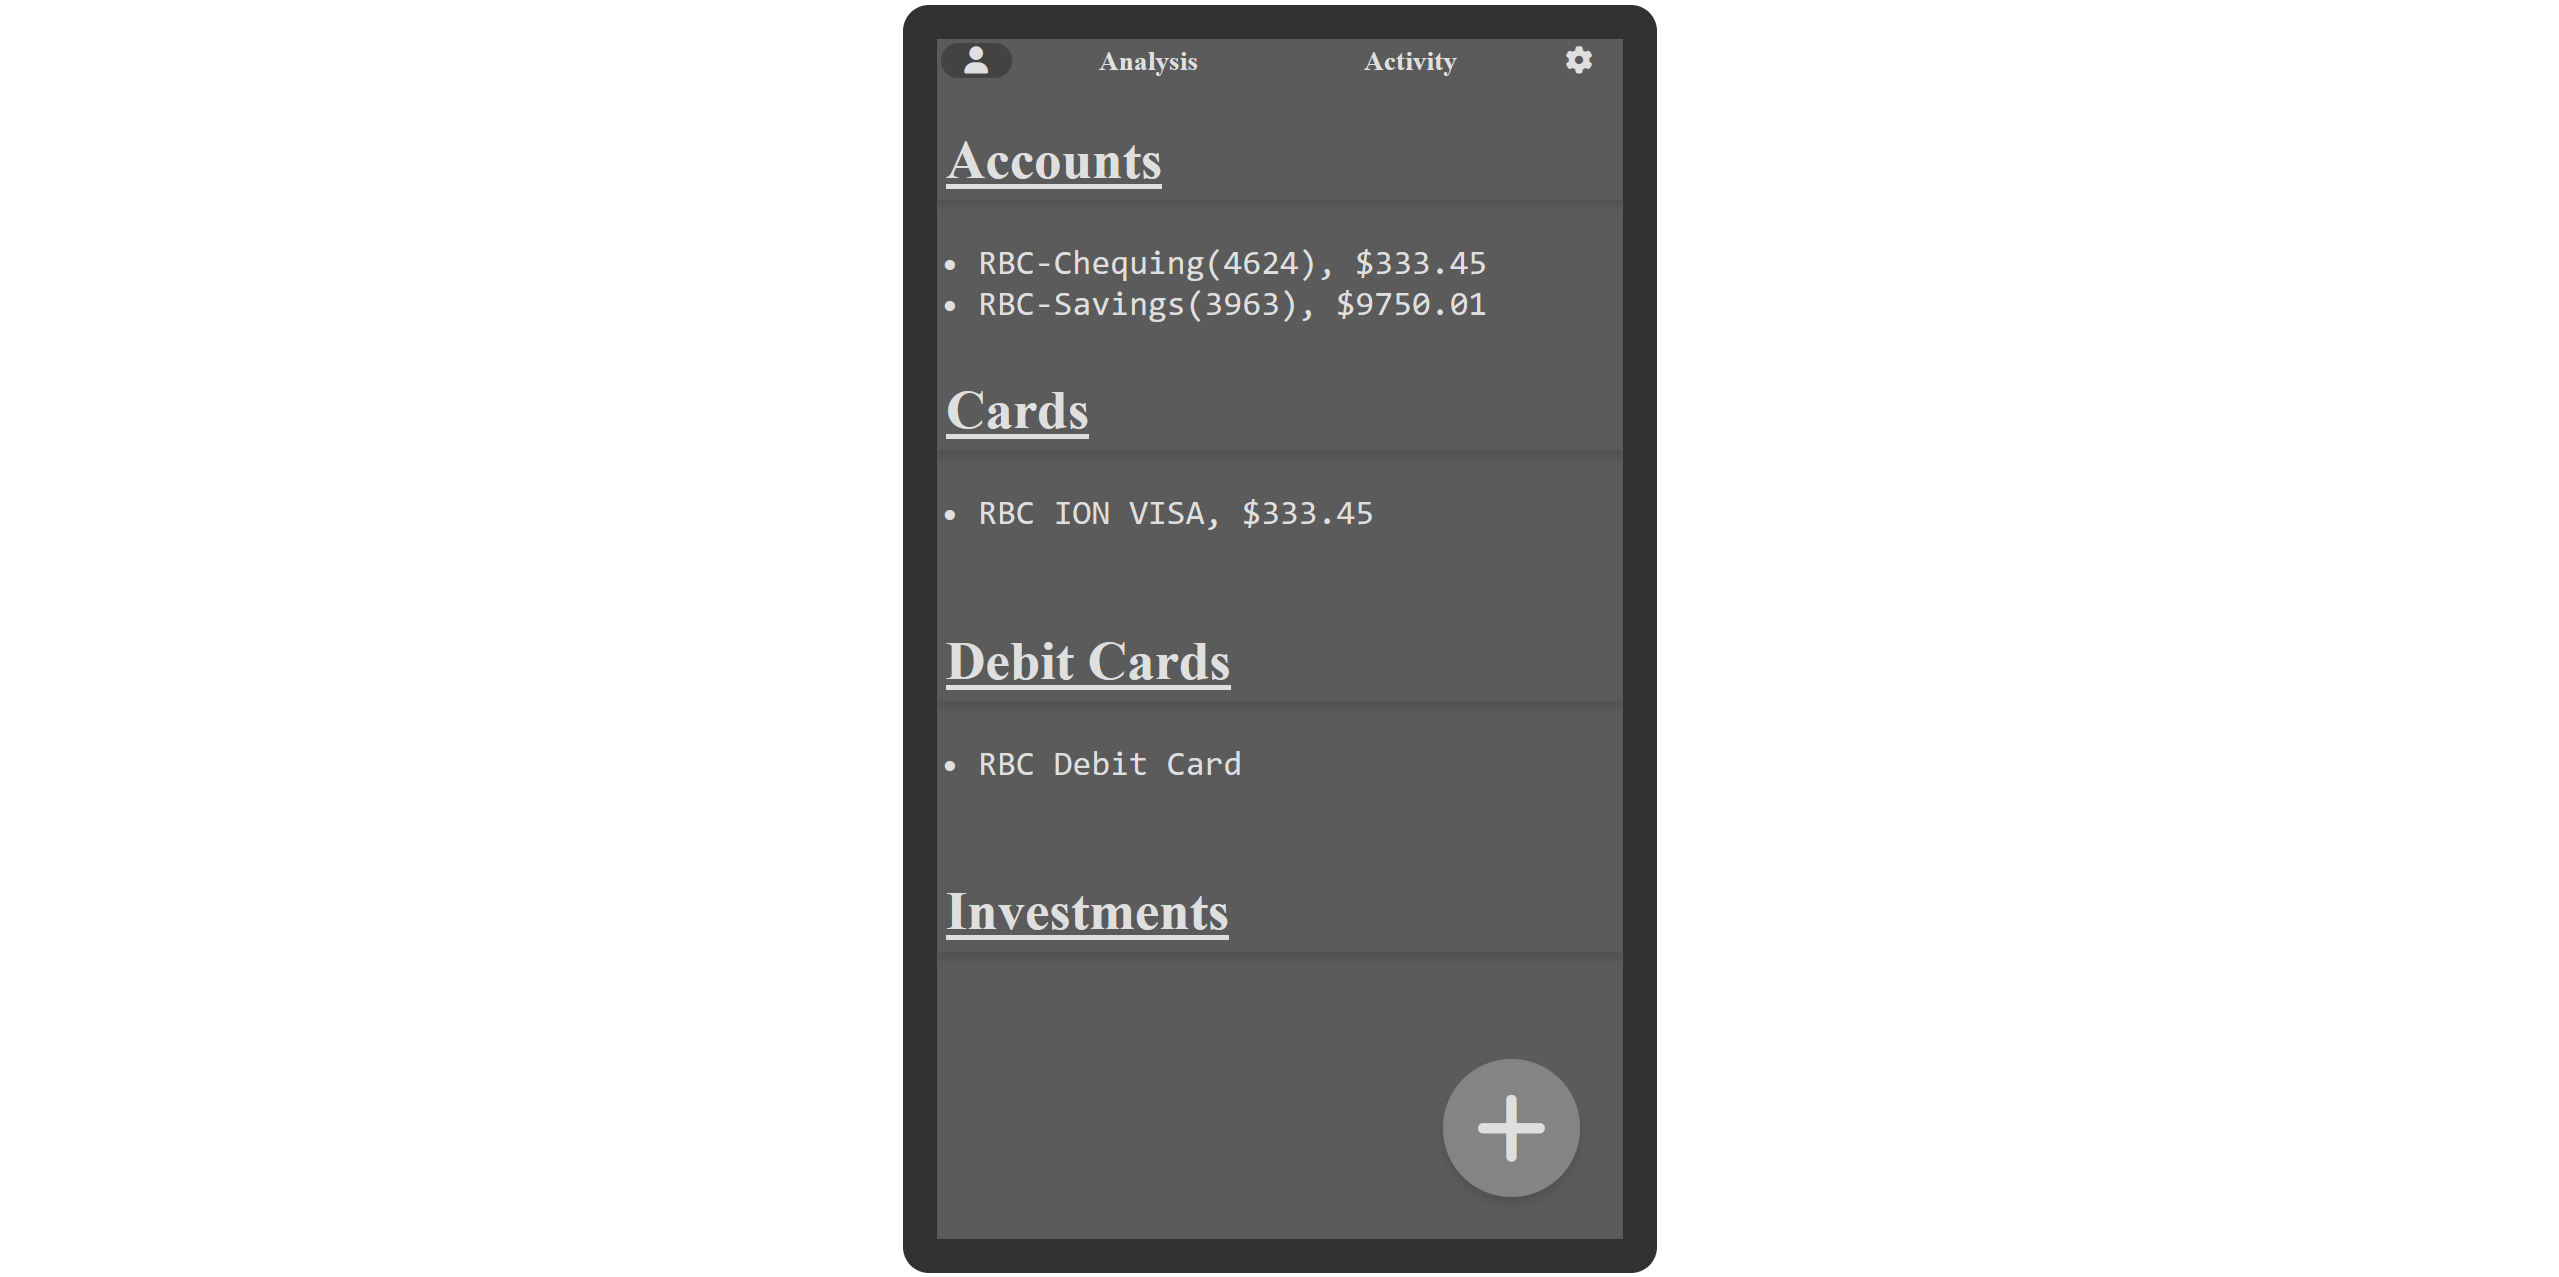 Analysis Activity
Accounts
• RBC-Chequing(4624), $333.45
• RBC-Savings(3963), $9750.01
Cards
• RBC ION VISA, $333.45
Debit Cards
• RBC Debit Card
Investments